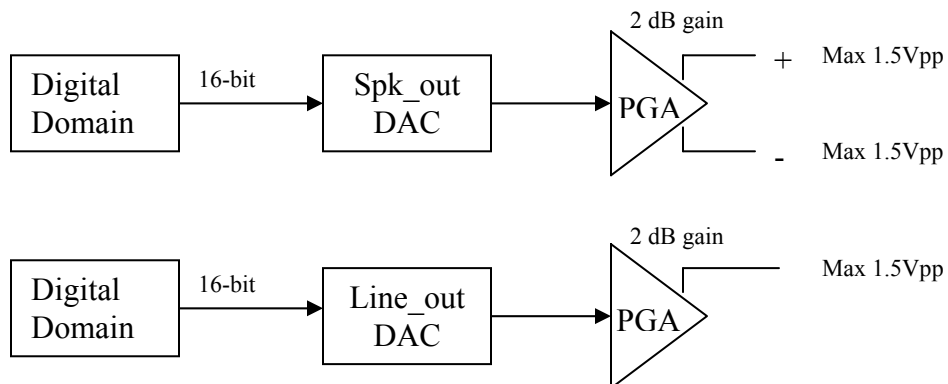 2 dB gain
Digital
Domain
16-bit
Spk_out
DAC
PGA
+
Max 1.5Vpp
-
Max 1.5Vpp
2 dB gain
Digital
Domain
16-bit
Line_out
DAC
PGA
Max 1.5Vpp